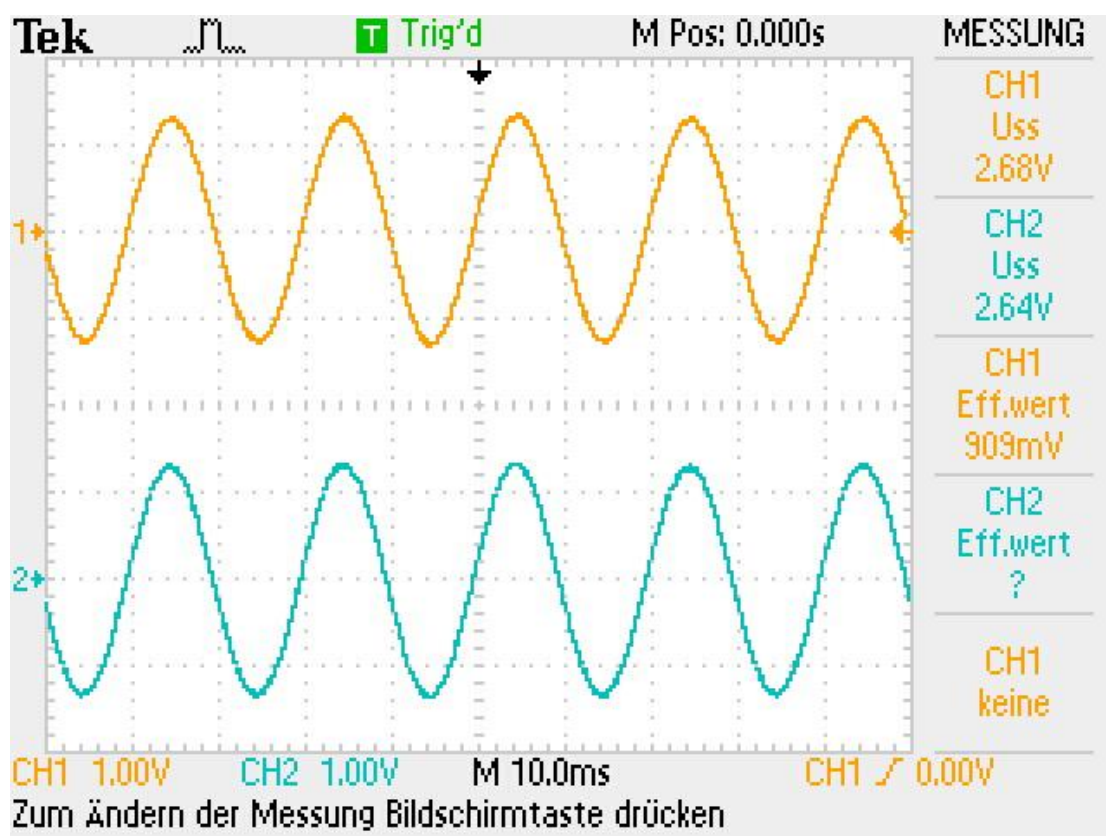 Tek T Trig'd M Pos: 0.000s MESSUNG
CH1
Uss
2.68V
CH2
Uss
2.64V
CH1
Eff.wert
909mV
CH2
Eff.wert
?
CH1
keine
1
2
CH1 1.00V CH2 1.00V M 10.0ms CH1 0.00V
Zum Ändern der Messung Bildschirmtaste drücken